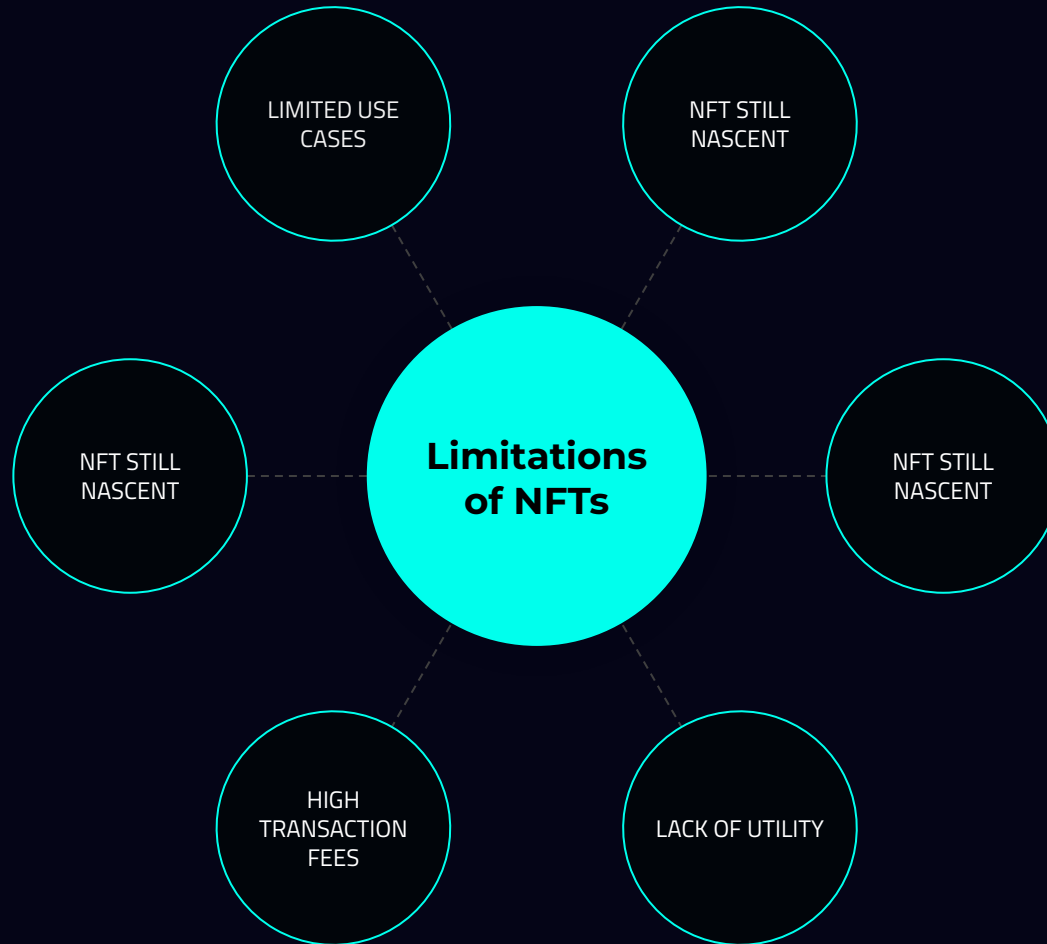 LIMITED USE
CASES
NFT STILL
NASCENT
NFT STILL
NASCENT
Limitations
of NFTs
NFT STILL
NASCENT
HIGH
TRANSACTION
FEES
LACK OF UTILITY